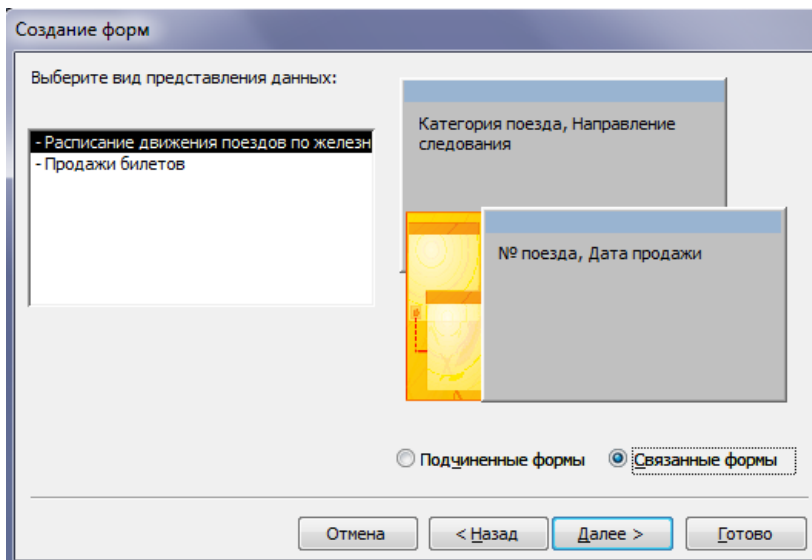 Создание форм
Выберите вид представления данных:
- Расписание движения поездов по железн
- Продажи билетов
Категория поезда, Направление
следования
№ поезда, Дата продажи
Подчиненные формы
Связанные формы
Отмена
< Назад
Далее >
Готово